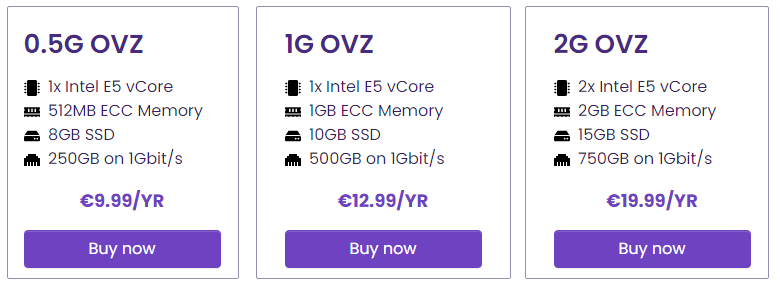 0.5G OVZ
1x Intel E5 vCore
512MB ECC Memory
8GB SSD
250GB on 1Gbit/s
€9.99/YR
Buy now
1G OVZ
1x Intel E5 vCore
1GB ECC Memory
10GB SSD
500GB on 1Gbit/s
€12.99/YR
Buy now
2G OVZ
2x Intel E5 vCore
2GB ECC Memory
15GB SSD
750GB on 1Gbit/s
€19.99/YR
Buy now